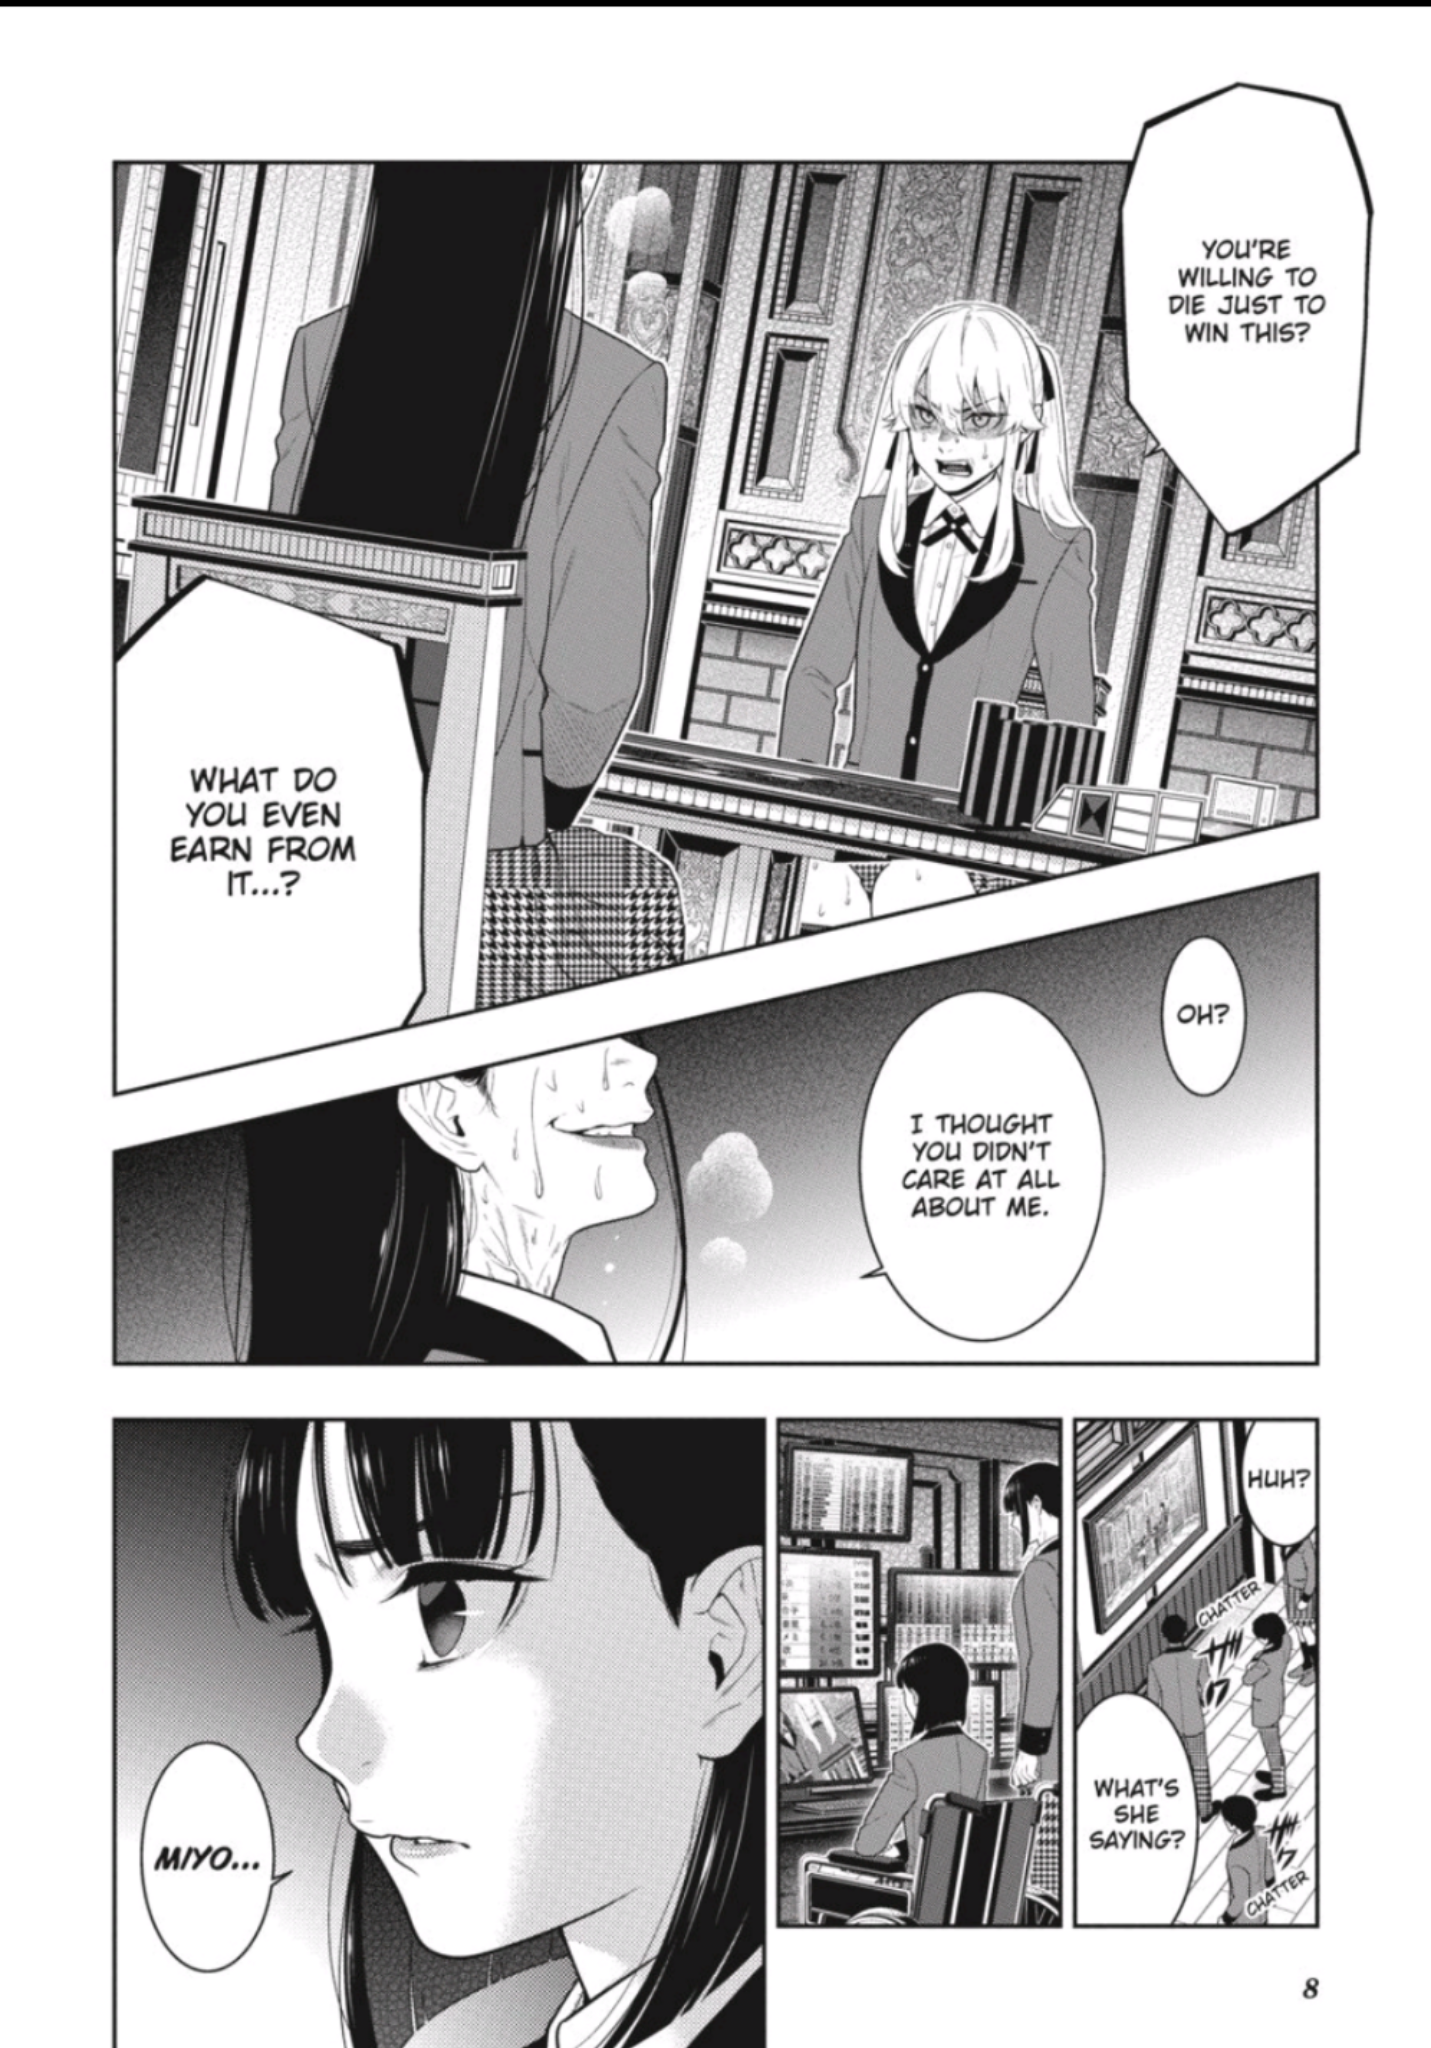 YOU'RE
WILLING TO
DIE JUST TO
WIN THIS?
WHAT DO
YOU EVEN
EARN FROM
IT...?
OH?
I THOUGHT
YOU DIDN'T
CARE AT ALL
ABOUT ME.
HUH?
CHATTER
WHAT'S
SHE
SAYING?
CHATTER
MIYO...
8